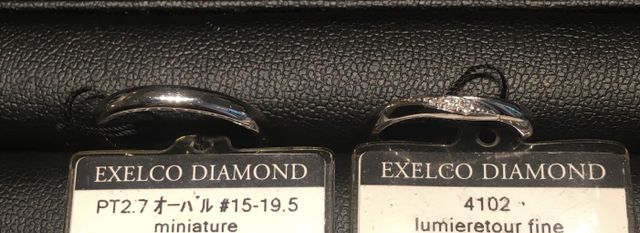 EXELCO DIAMOND
PT2.7 オーバル #15-19.5
miniature
EXELCO DIAMOND
4102
lumieretour fine